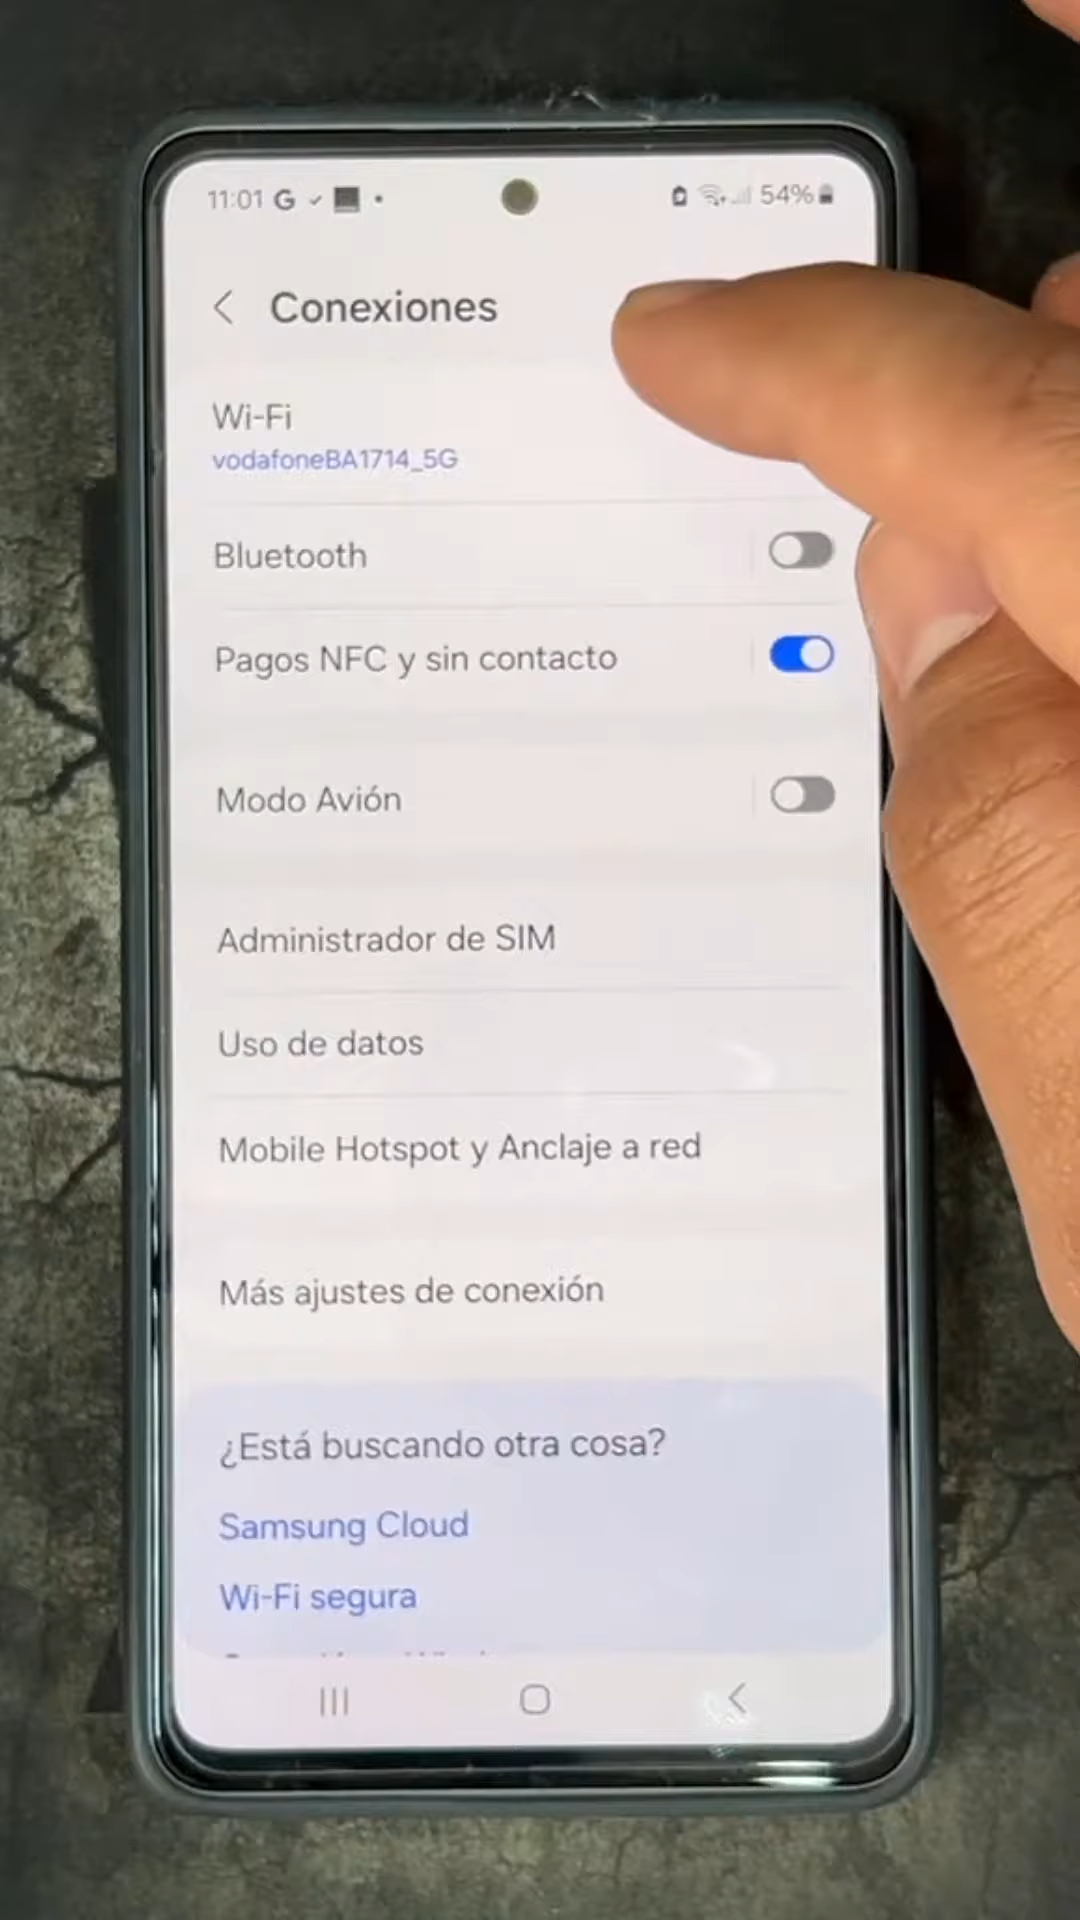 11:01 G 54%
Conexiones
Wi-Fi
vodafoneBA1714_5G
Bluetooth
Pagos NFC y sin contacto
Modo Avión
Administrador de SIM
Uso de datos
Mobile Hotspot y Anclaje a red
Más ajustes de conexión
¿Está buscando otra cosa?
Samsung Cloud
Wi-Fi segura